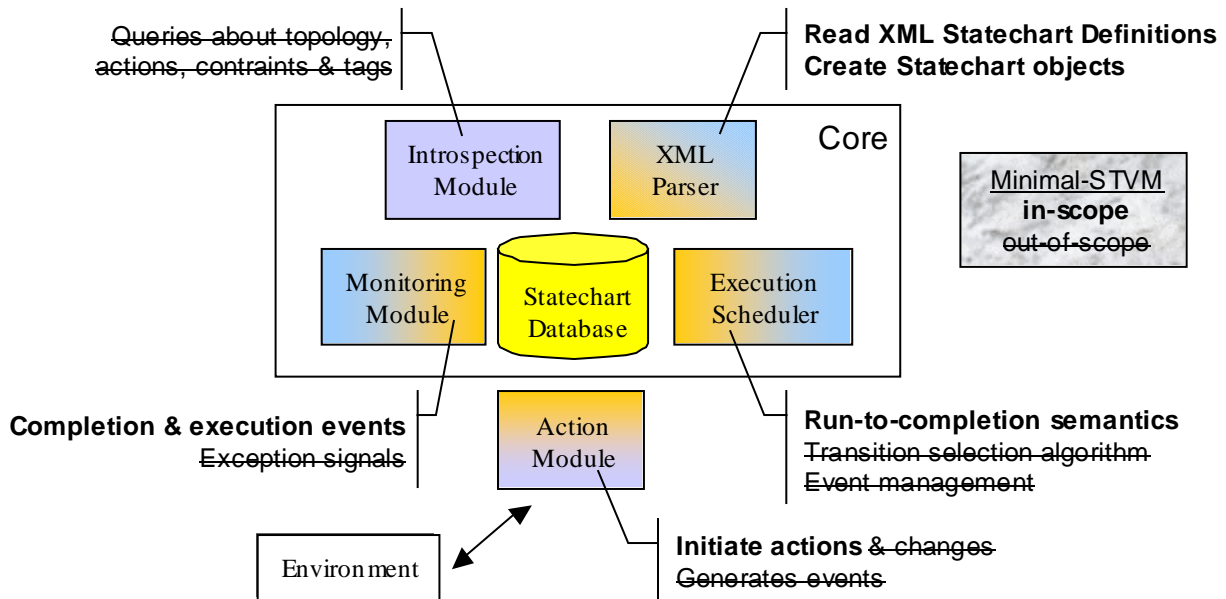 Queries about topology,
actions, contraints & tags
Read XML Statechart Definitions
Create Statechart objects
Core
Introspection
Module
XML
Parser
Minimal-STVM
in-scope
out-of-scope
Monitoring
Module
Statechart
Database
Execution
Scheduler
Completion & execution events
Exception signals
Action
Module
Run-to-completion semantics
Transition selection algorithm
Event management
Environment
Initiate actions & changes
Generates events